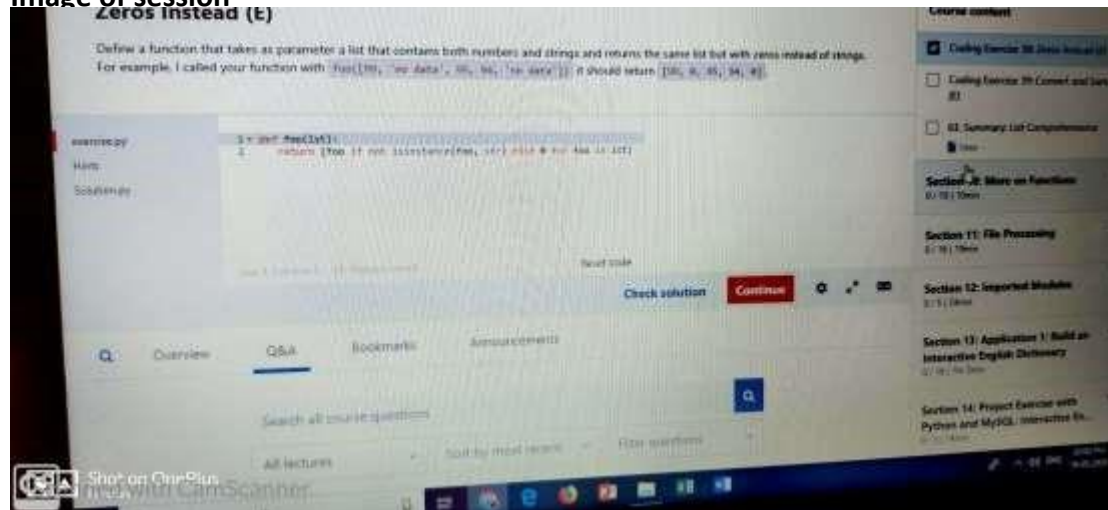 Image of session
Zeros Instead (E)
Define a function that takes as parameter a list that contains both numbers and strings and returns the same list but with zeros instead of strings.
For example, I called your function with foo([99, 'no data', 95, 94, 'no data']) it should return [99, 0, 95, 94, 0].
exercise.py
Hints
Solution.py
1 def foo(lst):
2 return [foo if not isinstance(foo, str) else 0 for foo in lst]
Reset code
Check solution
Continue
Overview
Q&A
Bookmarks
Announcements
Search all course questions
All lectures
Sort by most recent
Filter questions
Course content
Coding Exercise 38: Zeros Instead (E)
Coding Exercise 39: Convert and Sum (E)
63. Summary: List Comprehensions
1min
Section 10: More on Functions
Section 11: File Processing
Section 12: Imported Modules
Section 13: Application 1: Build an Interactive English Dictionary
Section 14: Project Exercise with Python and MySQL: Interactive En...
Shot on OnePlus
with CamScanner